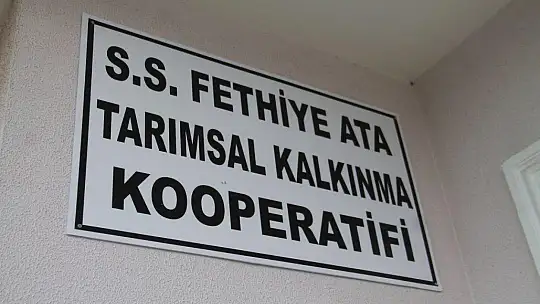 S.S. FETHİYE ATA
TARIMSAL KALKINMA
KOOPERATİFİ